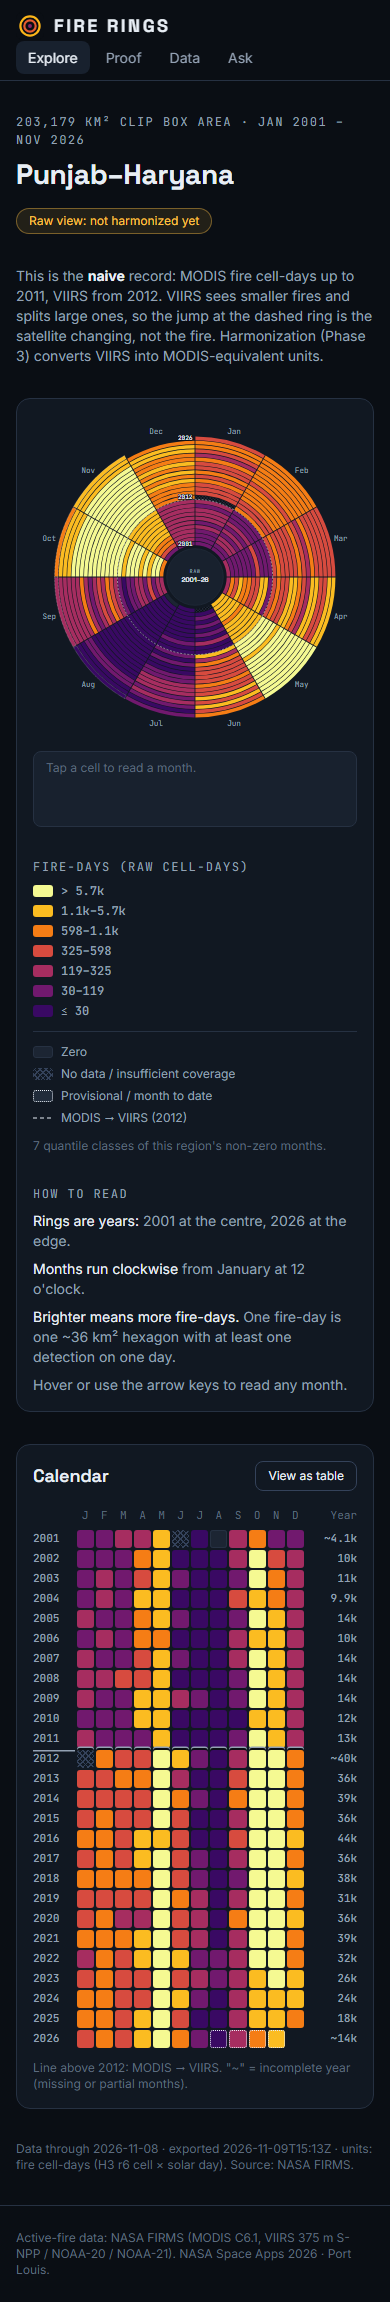 FIRE RINGS
Explore Proof Data Ask
203,179 KM² CLIP BOX AREA · JAN 2001 –
NOV 2026
Punjab–Haryana
Raw view: not harmonized yet
This is the naive record: MODIS fire cell-days up to
2011, VIIRS from 2012. VIIRS sees smaller fires and
splits large ones, so the jump at the dashed ring is the
satellite changing, not the fire. Harmonization (Phase
3) converts VIIRS into MODIS-equivalent units.
Dec Jan
2026
Nov Feb
2012
Oct Mar
2001
RAW
2001–26
Sep Apr
Aug May
Jul Jun
Tap a cell to read a month.
FIRE-DAYS (RAW CELL-DAYS)
> 5.7k
1.1k–5.7k
598–1.1k
325–598
119–325
30–119
≤ 30
Zero
No data / insufficient coverage
Provisional / month to date
MODIS → VIIRS (2012)
7 quantile classes of this region's non-zero months.
HOW TO READ
Rings are years: 2001 at the centre, 2026 at the
edge.
Months run clockwise from January at 12
o'clock.
Brighter means more fire-days. One fire-day is
one ~36 km² hexagon with at least one
detection on one day.
Hover or use the arrow keys to read any month.
Calendar View as table
J F M A M J J A S O N D Year
2001 ~4.1k
2002 10k
2003 11k
2004 9.9k
2005 14k
2006 10k
2007 14k
2008 14k
2009 14k
2010 12k
2011 13k
2012 ~40k
2013 36k
2014 39k
2015 36k
2016 44k
2017 36k
2018 38k
2019 31k
2020 36k
2021 39k
2022 32k
2023 26k
2024 24k
2025 18k
2026 ~14k
Line above 2012: MODIS → VIIRS. "~" = incomplete year
(missing or partial months).
Data through 2026-11-08 · exported 2026-11-09T15:13Z · units:
fire cell-days (H3 r6 cell × solar day). Source: NASA FIRMS.
Active-fire data: NASA FIRMS (MODIS C6.1, VIIRS 375 m S-
NPP / NOAA-20 / NOAA-21). NASA Space Apps 2026 · Port
Louis.